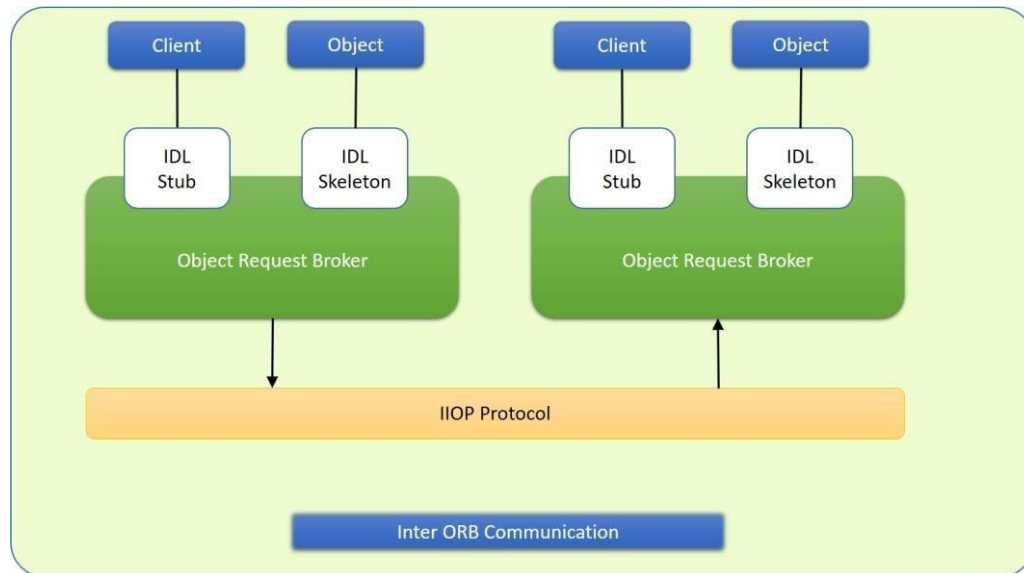 Client
Object
Client
Object
IDL
Stub
IDL
Skeleton
IDL
Stub
IDL
Skeleton
Object Request Broker
Object Request Broker
IIOP Protocol
Inter ORB Communication